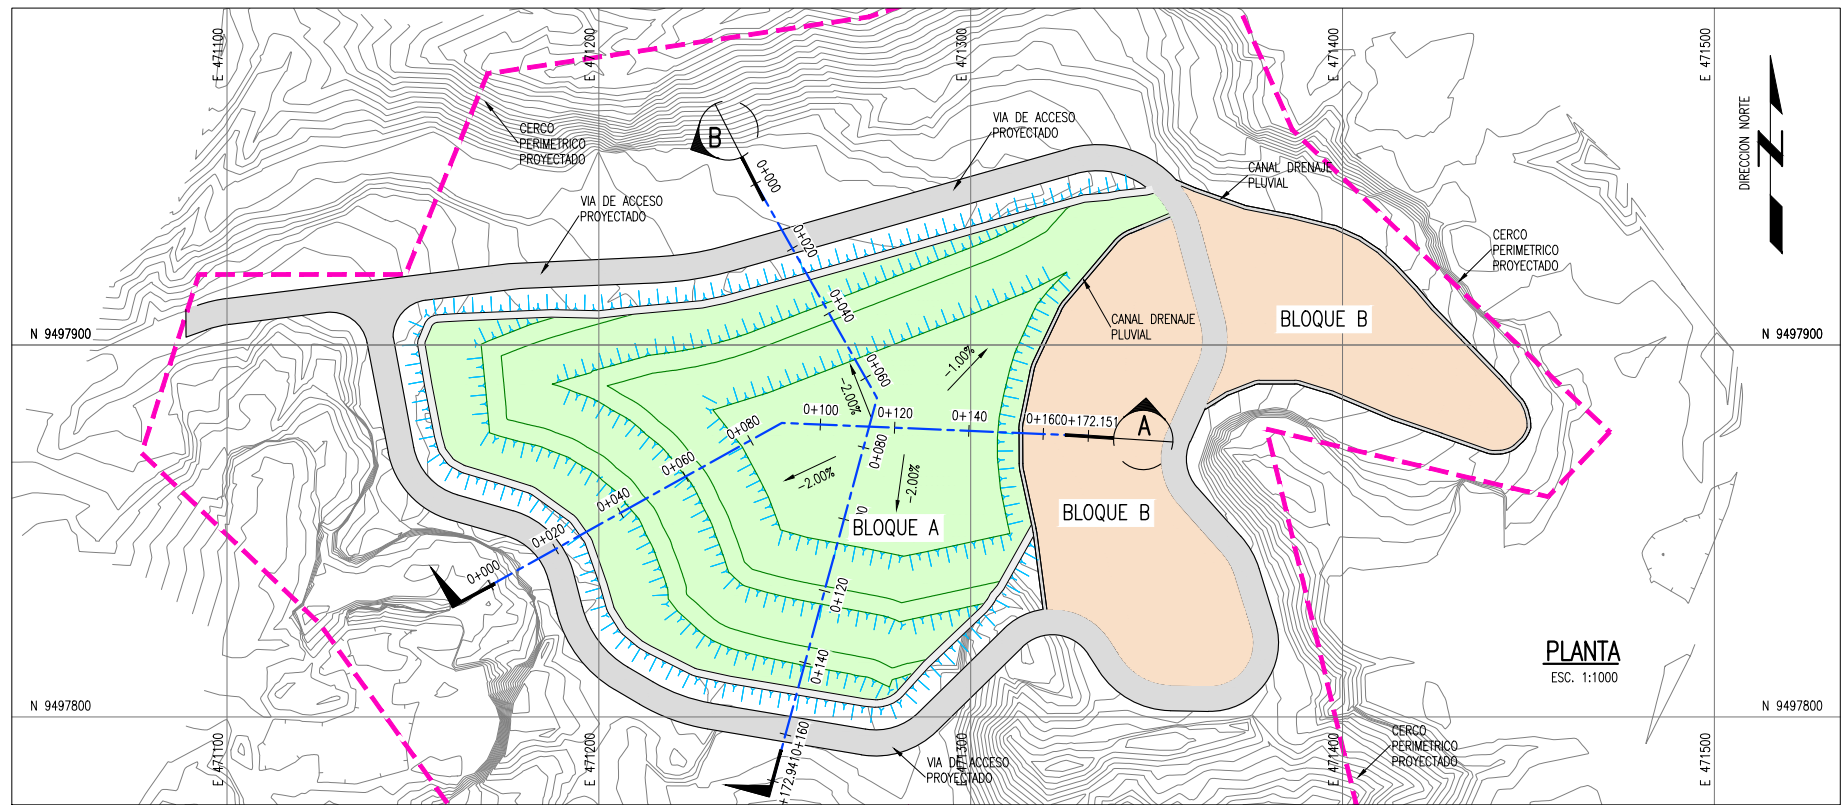 E 471100
E 471200
E 471300
E 471400
E 471500
DIRECCION NORTE
N
B
CERCO
PERIMETRICO
PROYECTADO
VIA DE ACCESO
PROYECTADO
VIA DE ACCESO
PROYECTADO
CANAL DRENAJE
PLUVIAL
CERCO
PERIMETRICO
PROYECTADO
0+000
0+020
0+040
0+060
0+080
0+120
0+140
0+160
+172.941
N 9497900
N 9497900
CANAL DRENAJE
PLUVIAL
BLOQUE B
-1.00%
-2.00%
-2.00%
-2.00%
0+000
0+020
0+040
0+060
0+080
0+100
0+120
0+140
0+160
0+172.151
A
BLOQUE A
BLOQUE B
PLANTA
ESC. 1:1000
N 9497800
N 9497800
VIA DE ACCESO
PROYECTADO
CERCO
PERIMETRICO
PROYECTADO
E 471100
E 471200
E 471300
E 471400
E 471500